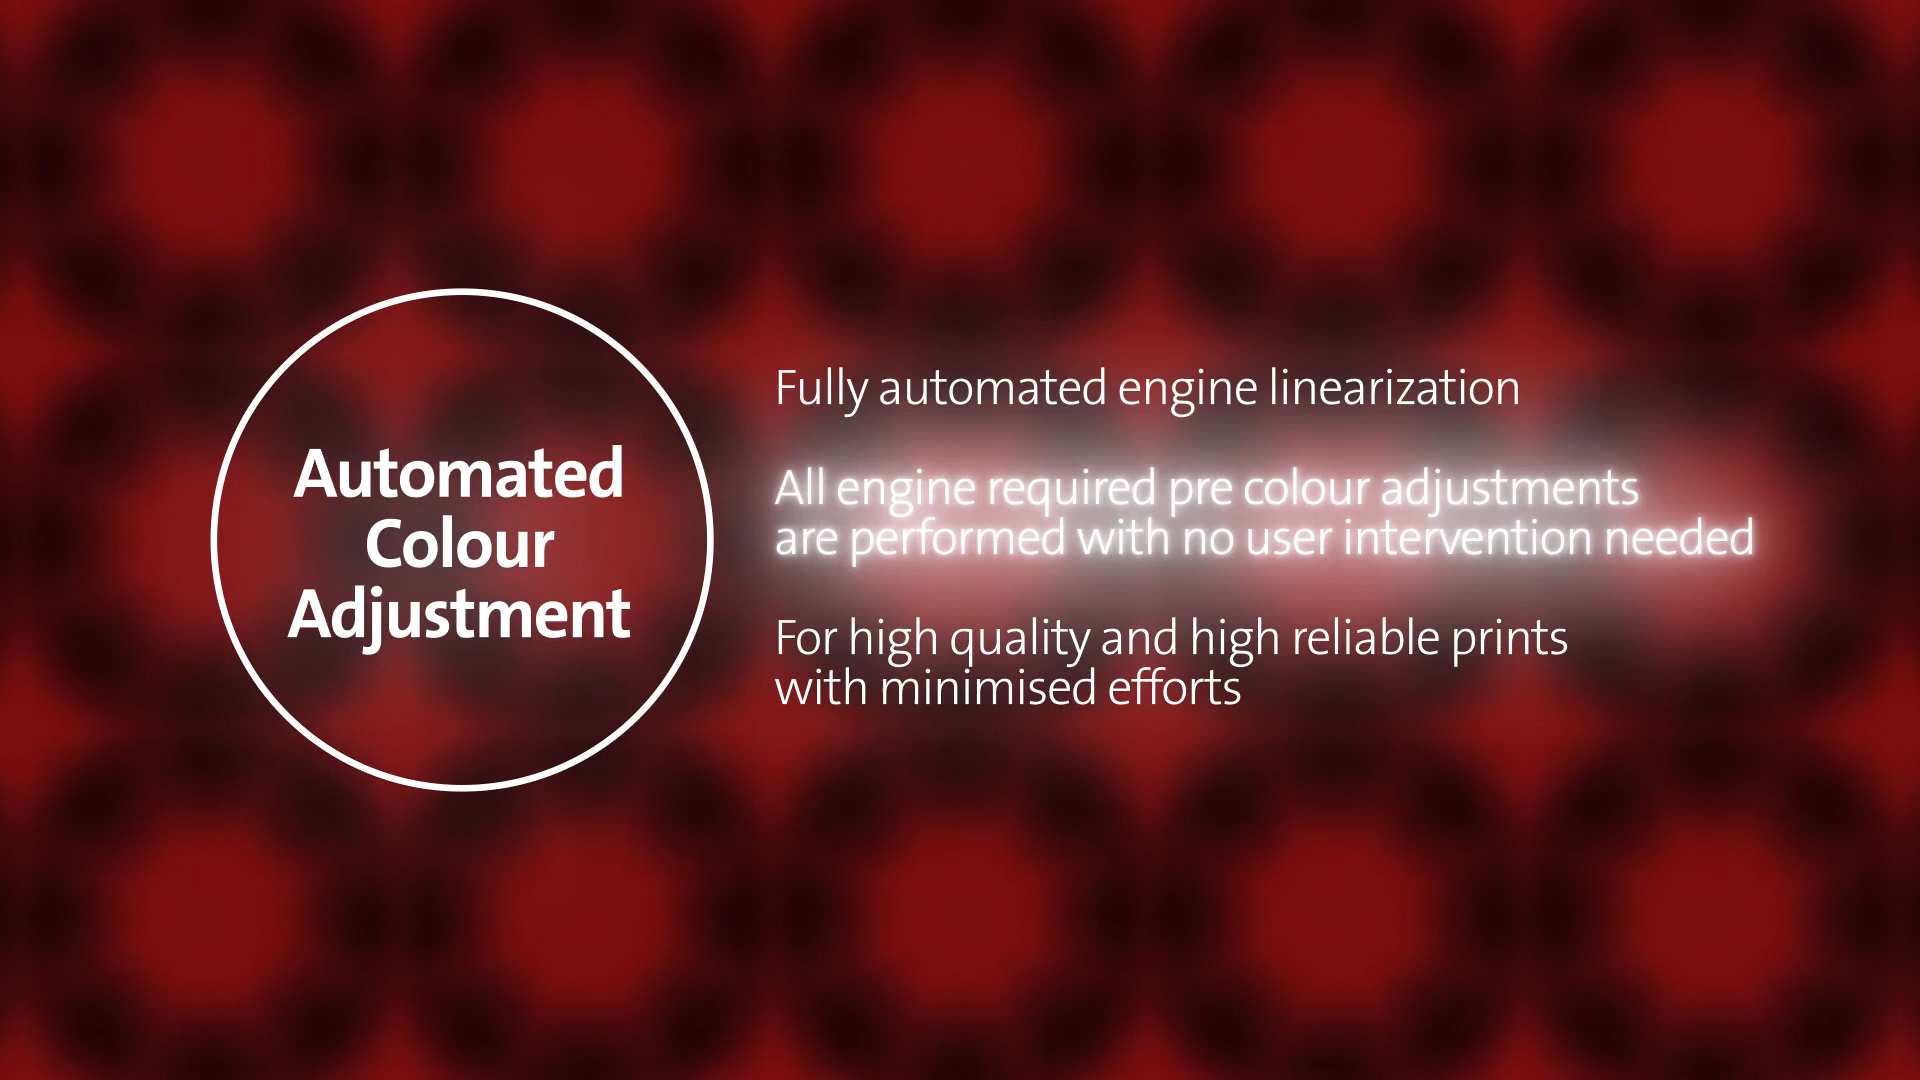 Automated
Colour
Adjustment
Fully automated engine linearization
All engine required pre colour adjustments
are performed with no user intervention needed
For high quality and high reliable prints
with minimised efforts